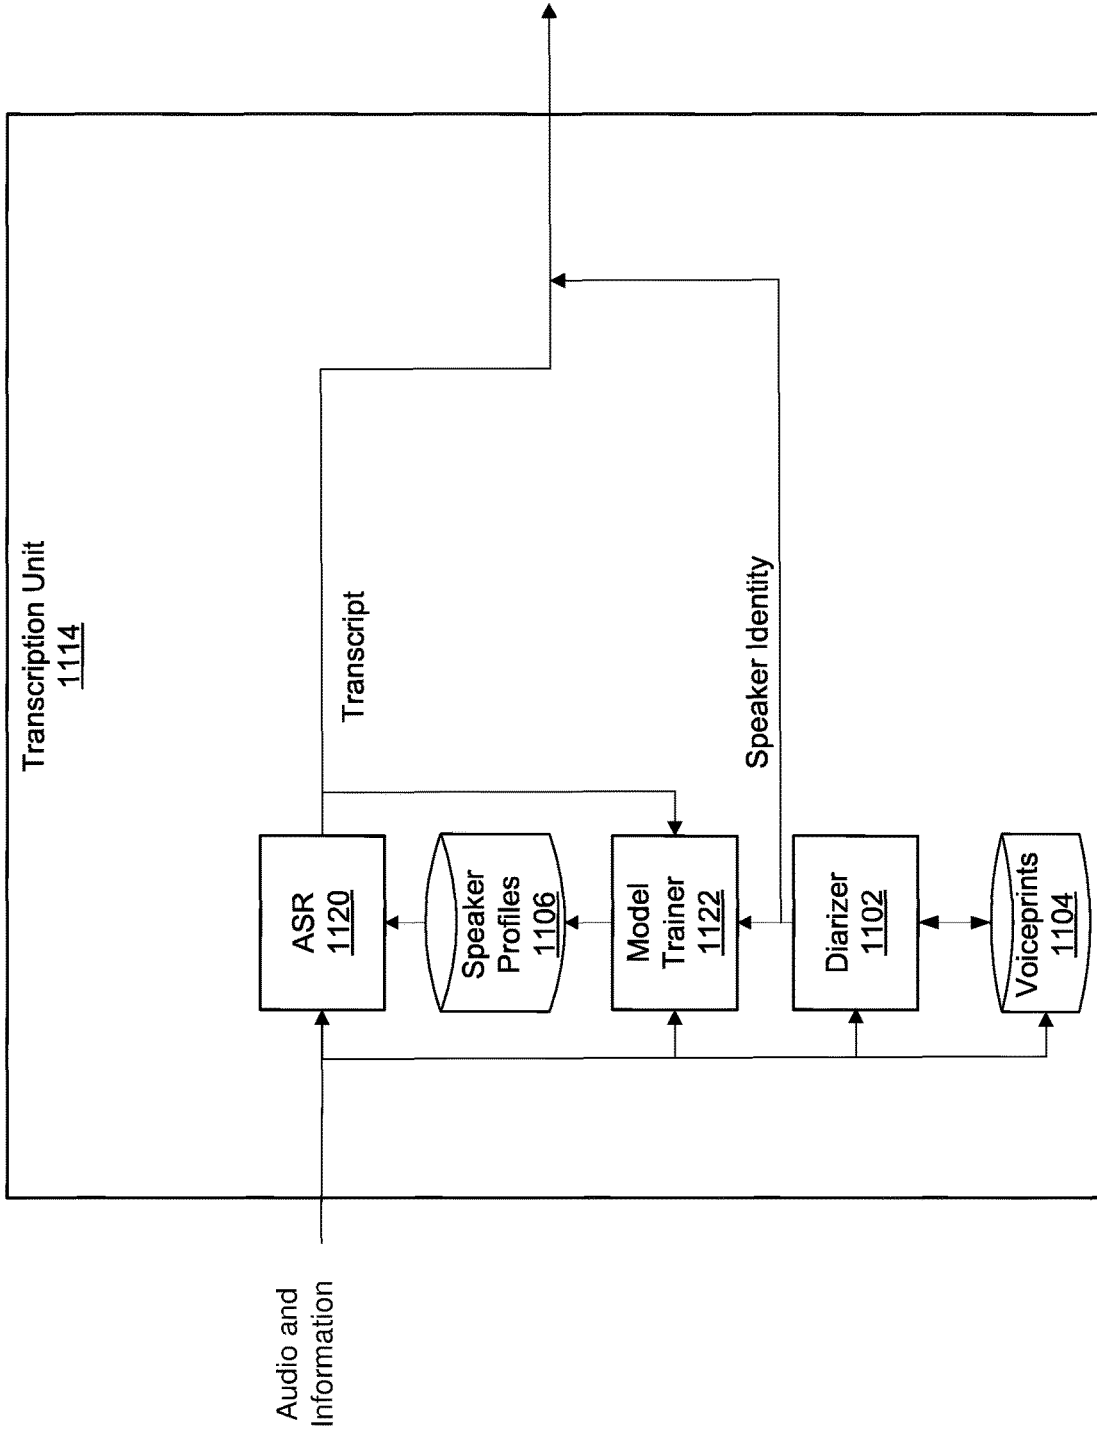 Transcription Unit
1114
Audio and
Information
ASR
1120
Transcript
Speaker
Profiles
1106
Model
Trainer
1122
Speaker Identity
Diarizer
1102
Voiceprints
1104